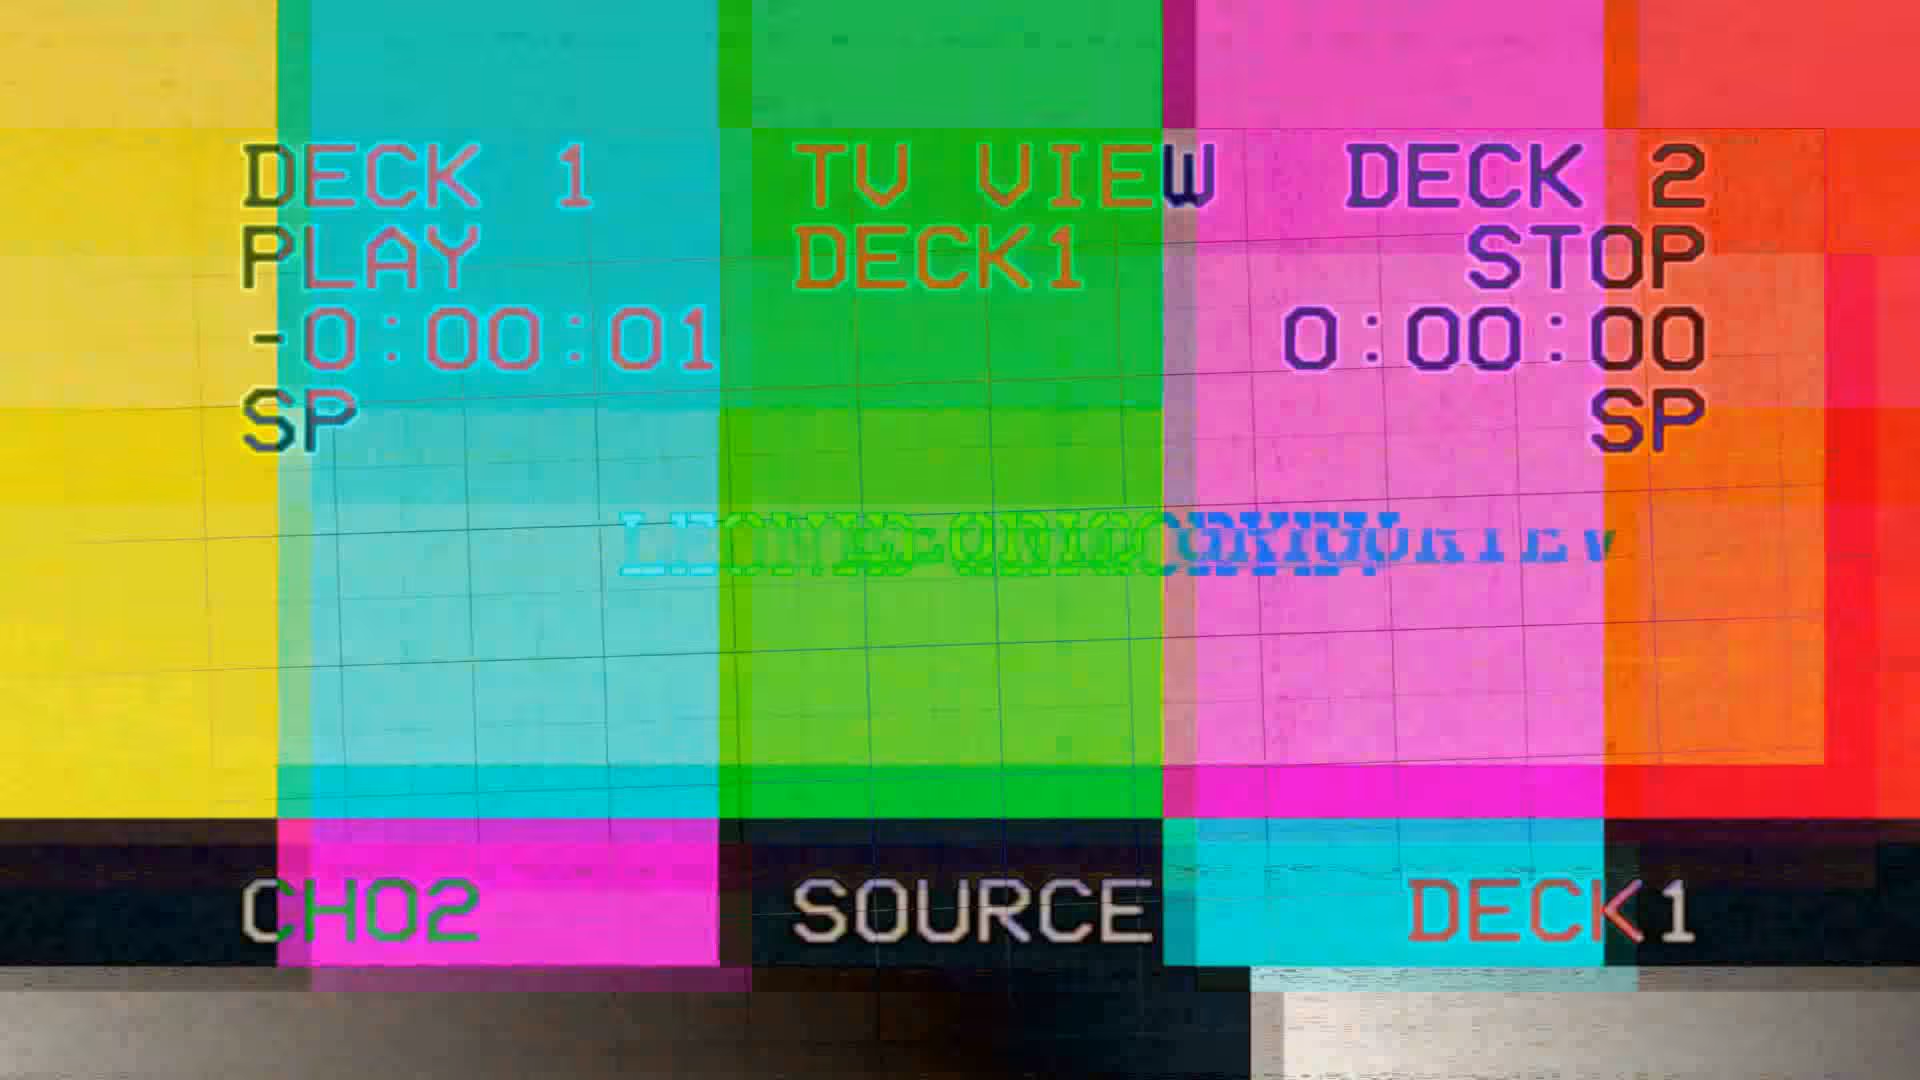 DECK 1 TV VIEW DECK 2
PLAY DECK1 STOP
-0:00:01 0:00:00
SP SP
CH02 SOURCE DECK1